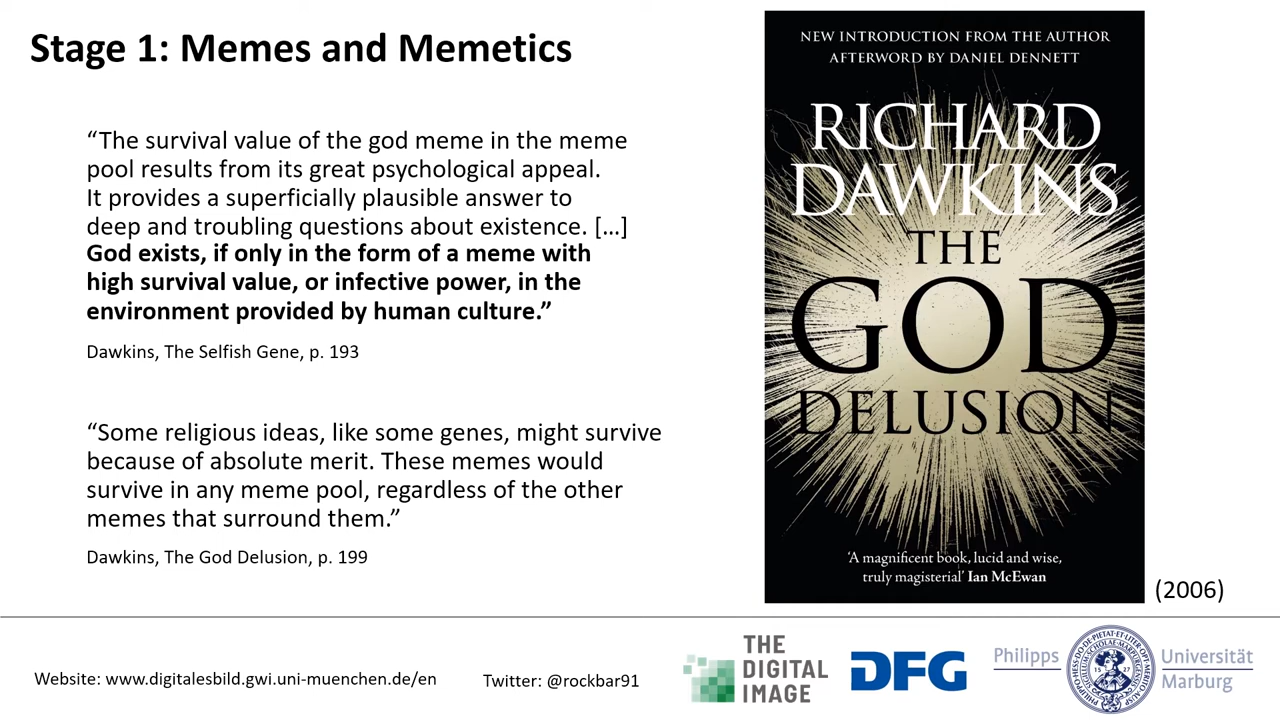 Stage 1: Memes and Memetics
“The survival value of the god meme in the meme
pool results from its great psychological appeal.
It provides a superficially plausible answer to
deep and troubling questions about existence. […]
God exists, if only in the form of a meme with
high survival value, or infective power, in the
environment provided by human culture.”
Dawkins, The Selfish Gene, p. 193
“Some religious ideas, like some genes, might survive
because of absolute merit. These memes would
survive in any meme pool, regardless of the other
memes that surround them.”
Dawkins, The God Delusion, p. 199
NEW INTRODUCTION FROM THE AUTHOR
AFTERWORD BY DANIEL DENNETT
RICHARD
DAWKINS
THE
GOD
DELUSION
‘A magnificent book, lucid and wise,
truly magisterial’ Ian McEwan
(2006)
Website: www.digitalesbild.gwi.uni-muenchen.de/en
Twitter: @rockbar91
THE
DIGITAL
IMAGE
DFG
Philipps
Universität
Marburg